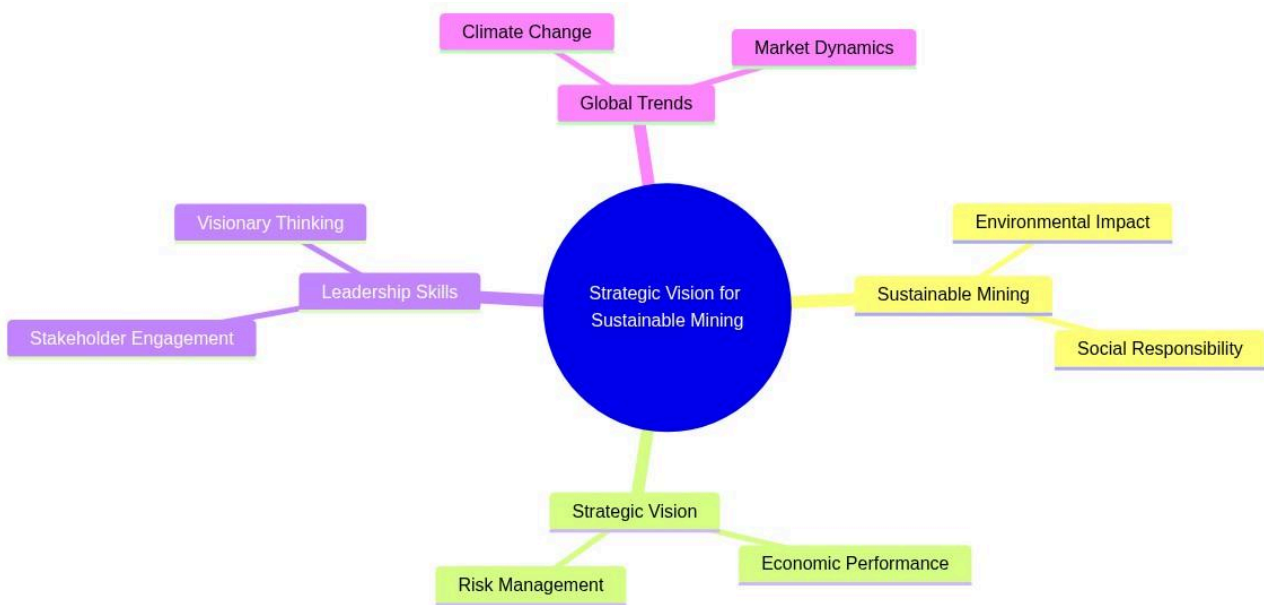 Climate Change
Market Dynamics
Global Trends
Visionary Thinking
Environmental Impact
Leadership Skills
Strategic Vision for
Sustainable Mining
Sustainable Mining
Stakeholder Engagement
Social Responsibility
Strategic Vision
Economic Performance
Risk Management